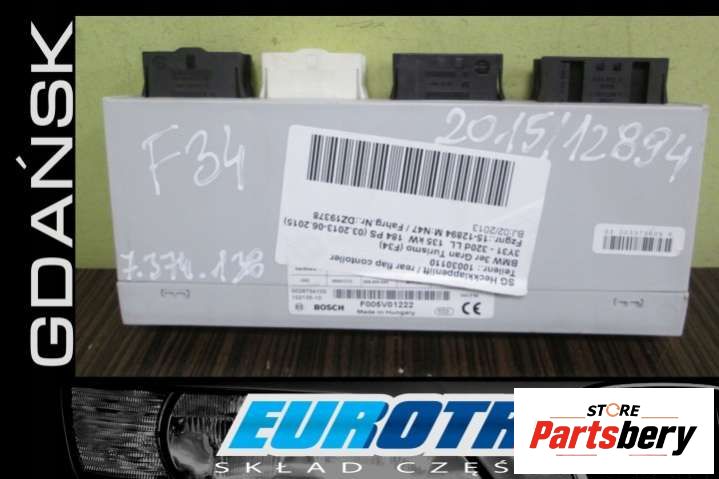 GDAŃSK
F34
2015/12894
7.374.138
SG Heckklappenlift / rear flap contoller
Teilenr.: 10030110
BMW 3er Gran Turismo (F34)
3Y31 - 320d LL 135 kW 184 PS (03.2013-06.2015)
Fzgnr.:15-12894 M:N47 / Fahrg.Nr.:DZ19378
BJ:02/2013
BOSCH
F005V01222
Made in Hungary
CE
EUROTR
SKŁAD CZĘŚ
STORE
Partsbery